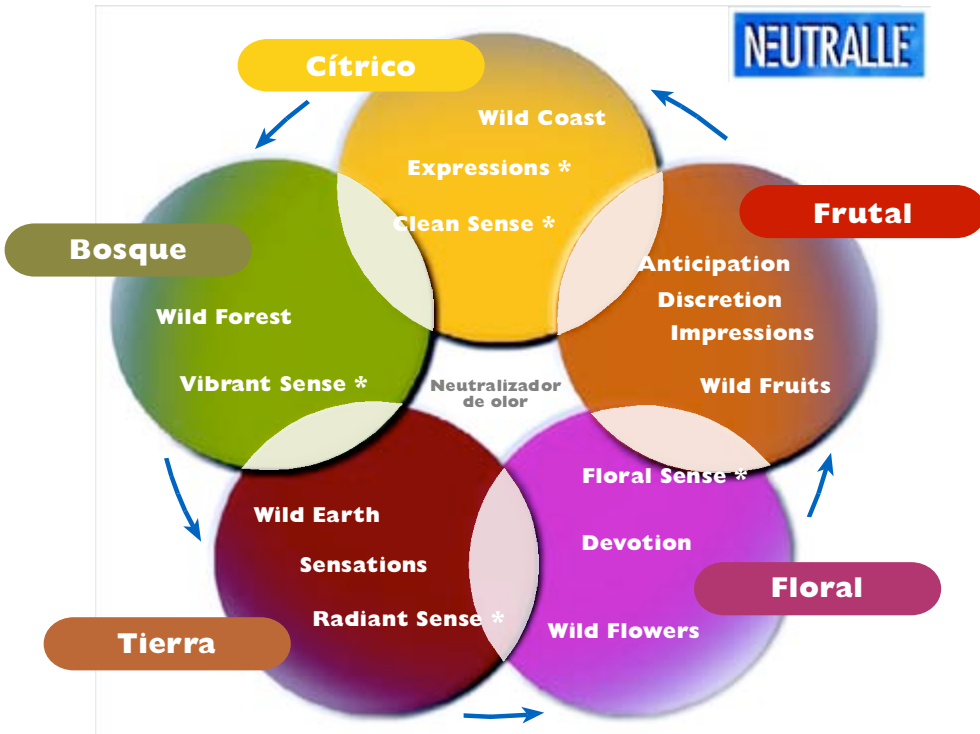 NEUTRALLE
Cítrico
Wild Coast
Expressions *
Clean Sense *
Frutal
Anticipation
Discretion
Impressions
Wild Fruits
Bosque
Wild Forest
Vibrant Sense *
Neutralizador
de olor
Floral Sense *
Devotion
Wild Flowers
Floral
Wild Earth
Sensations
Radiant Sense *
Tierra